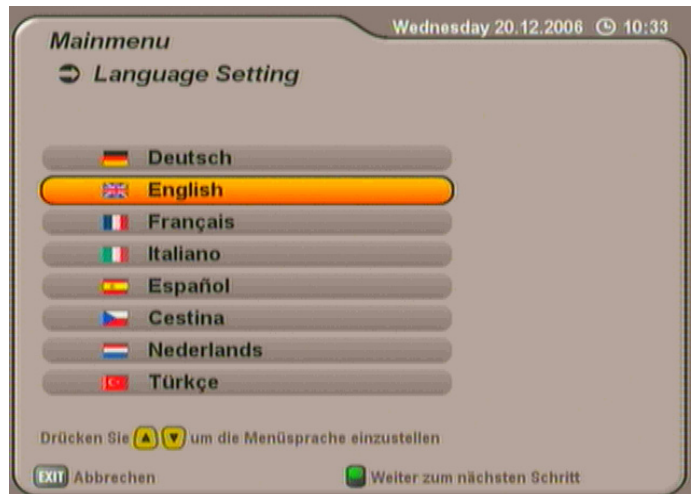 Wednesday 20.12.2006 10:33
Mainmenu
Language Setting
Deutsch
English
Français
Italiano
Español
Cestina
Nederlands
Türkçe
Drücken Sie um die Menüsprache einzustellen
EXIT Abbrechen Weiter zum nächsten Schritt